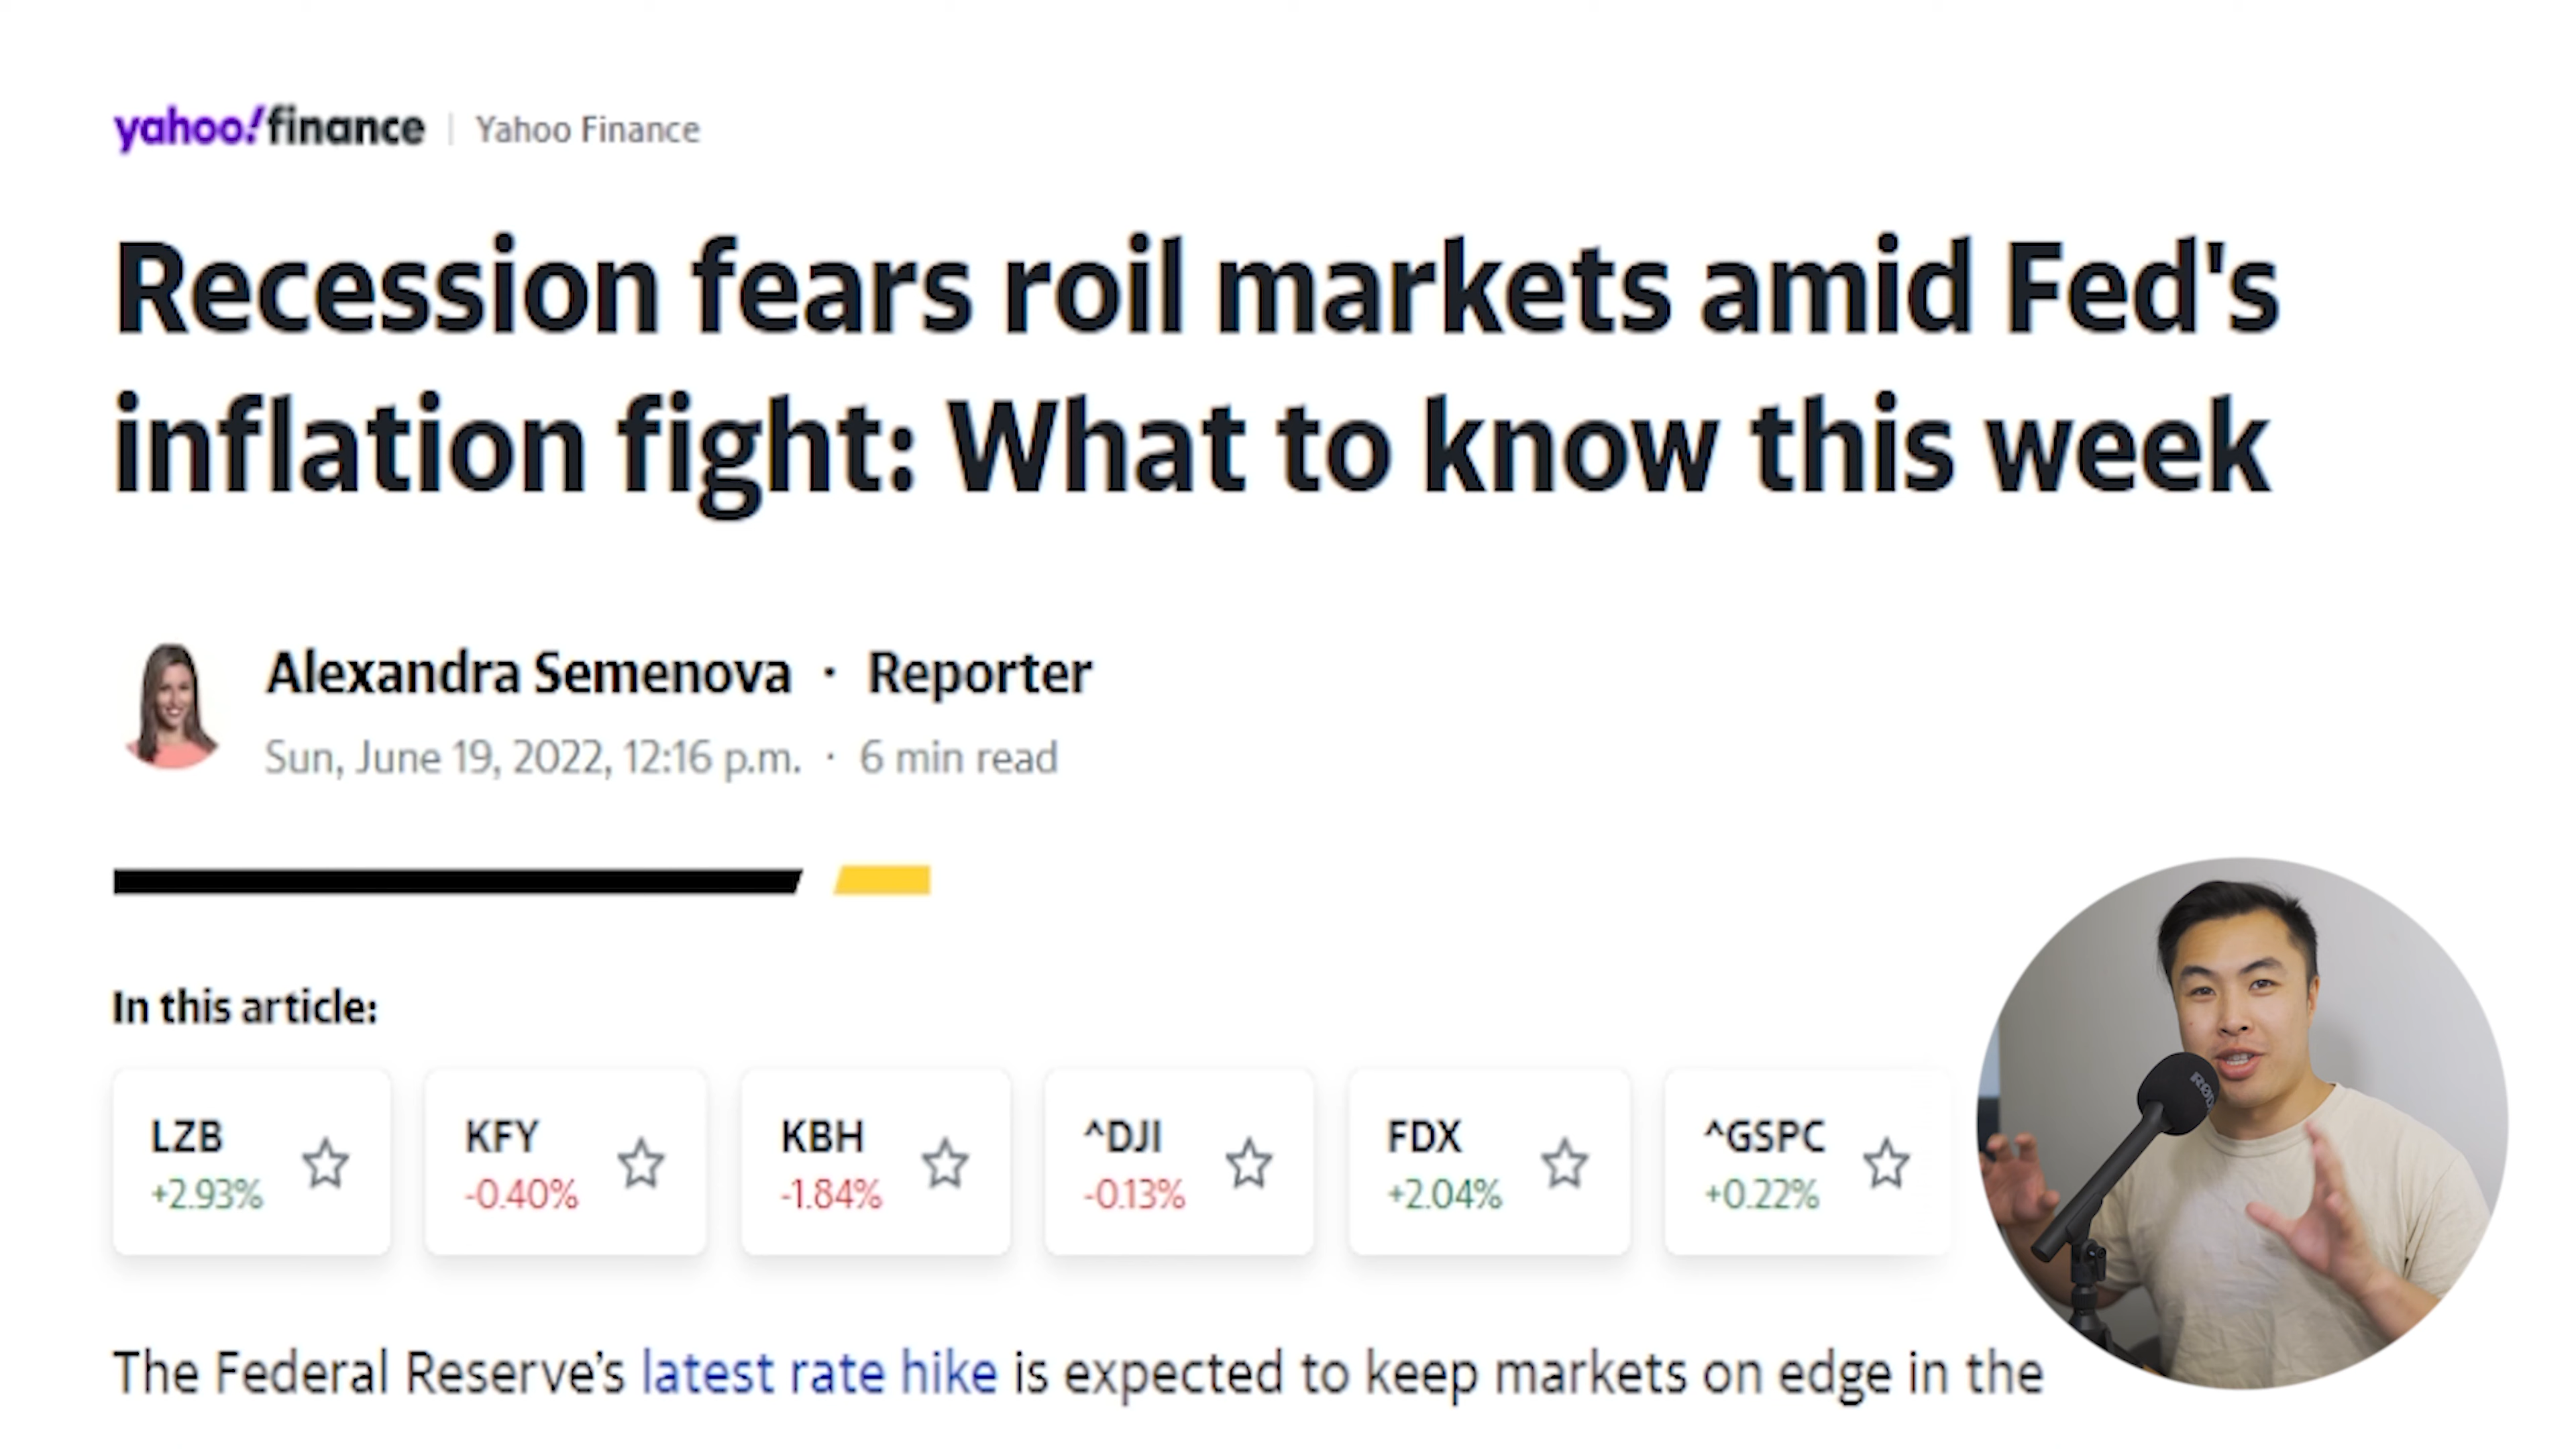 yahoo!finance | Yahoo Finance
Recession fears roil markets amid Fed's
inflation fight: What to know this week
Alexandra Semenova · Reporter
Sun, June 19, 2022, 12:16 p.m. · 6 min read
In this article:
LZB
+2.93%
KFY
-0.40%
KBH
-1.84%
^DJI
-0.13%
FDX
+2.04%
^GSPC
+0.22%
RODE
The Federal Reserve’s latest rate hike is expected to keep markets on edge in the